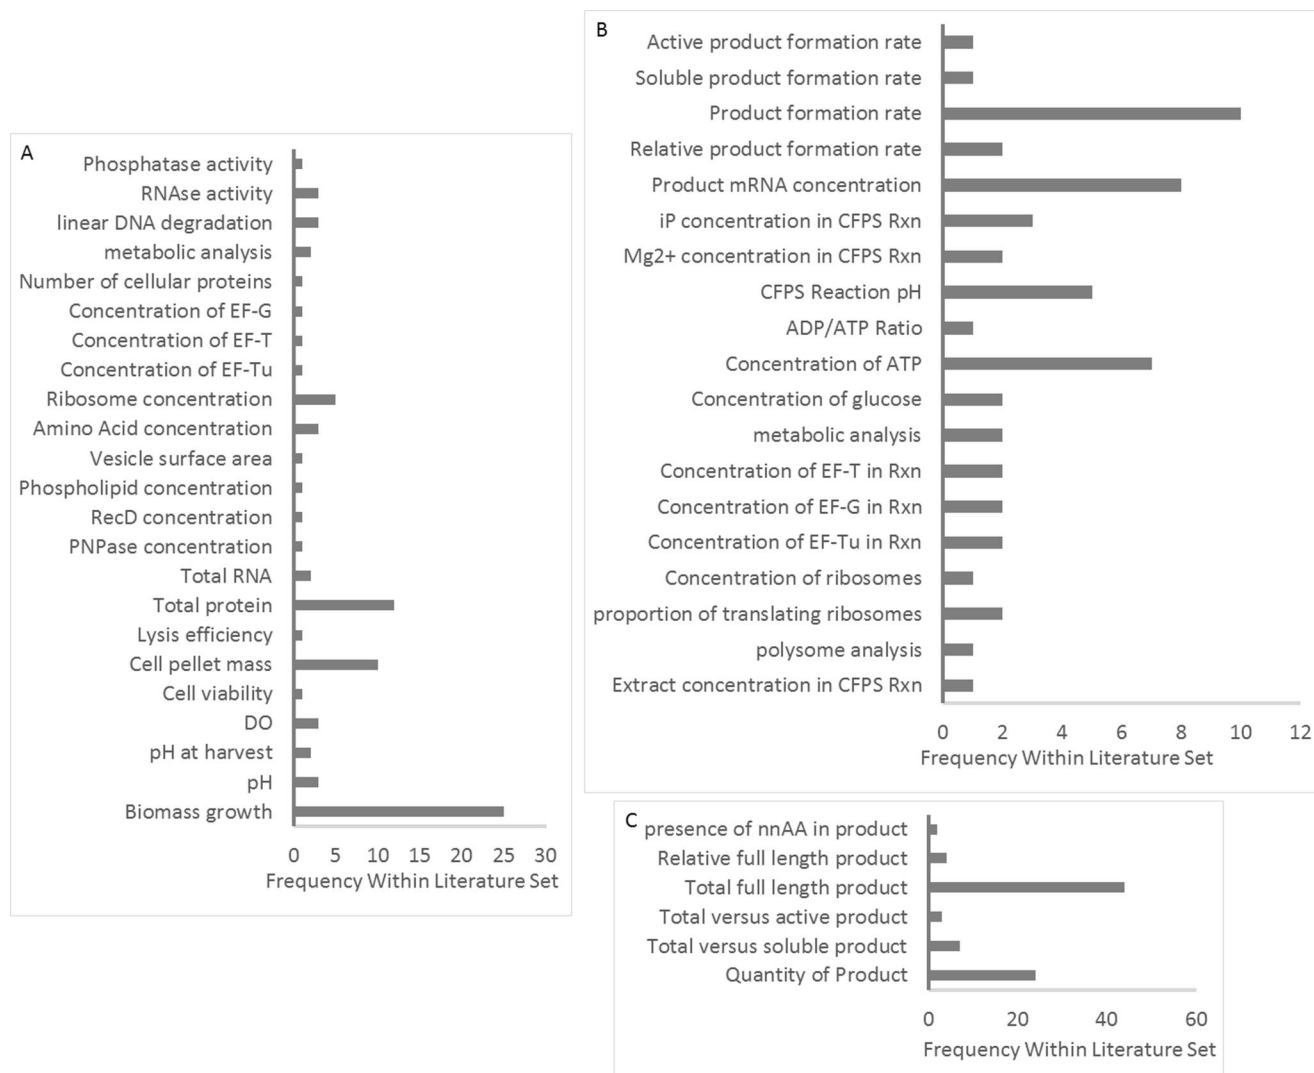 A
Phosphatase activity
RNAse activity
linear DNA degradation
metabolic analysis
Number of cellular proteins
Concentration of EF-G
Concentration of EF-T
Concentration of EF-Tu
Ribosome concentration
Amino Acid concentration
Vesicle surface area
Phospholipid concentration
RecD concentration
PNPase concentration
Total RNA
Total protein
Lysis efficiency
Cell pellet mass
Cell viability
DO
pH at harvest
pH
Biomass growth
0 5 10 15 20 25 30
Frequency Within Literature Set
B
Active product formation rate
Soluble product formation rate
Product formation rate
Relative product formation rate
Product mRNA concentration
iP concentration in CFPS Rxn
Mg2+ concentration in CFPS Rxn
CFPS Reaction pH
ADP/ATP Ratio
Concentration of ATP
Concentration of glucose
metabolic analysis
Concentration of EF-T in Rxn
Concentration of EF-G in Rxn
Concentration of EF-Tu in Rxn
Concentration of ribosomes
proportion of translating ribosomes
polysome analysis
Extract concentration in CFPS Rxn
0 2 4 6 8 10 12
Frequency Within Literature Set
C
presence of nnAA in product
Relative full length product
Total full length product
Total versus active product
Total versus soluble product
Quantity of Product
0 20 40 60
Frequency Within Literature Set